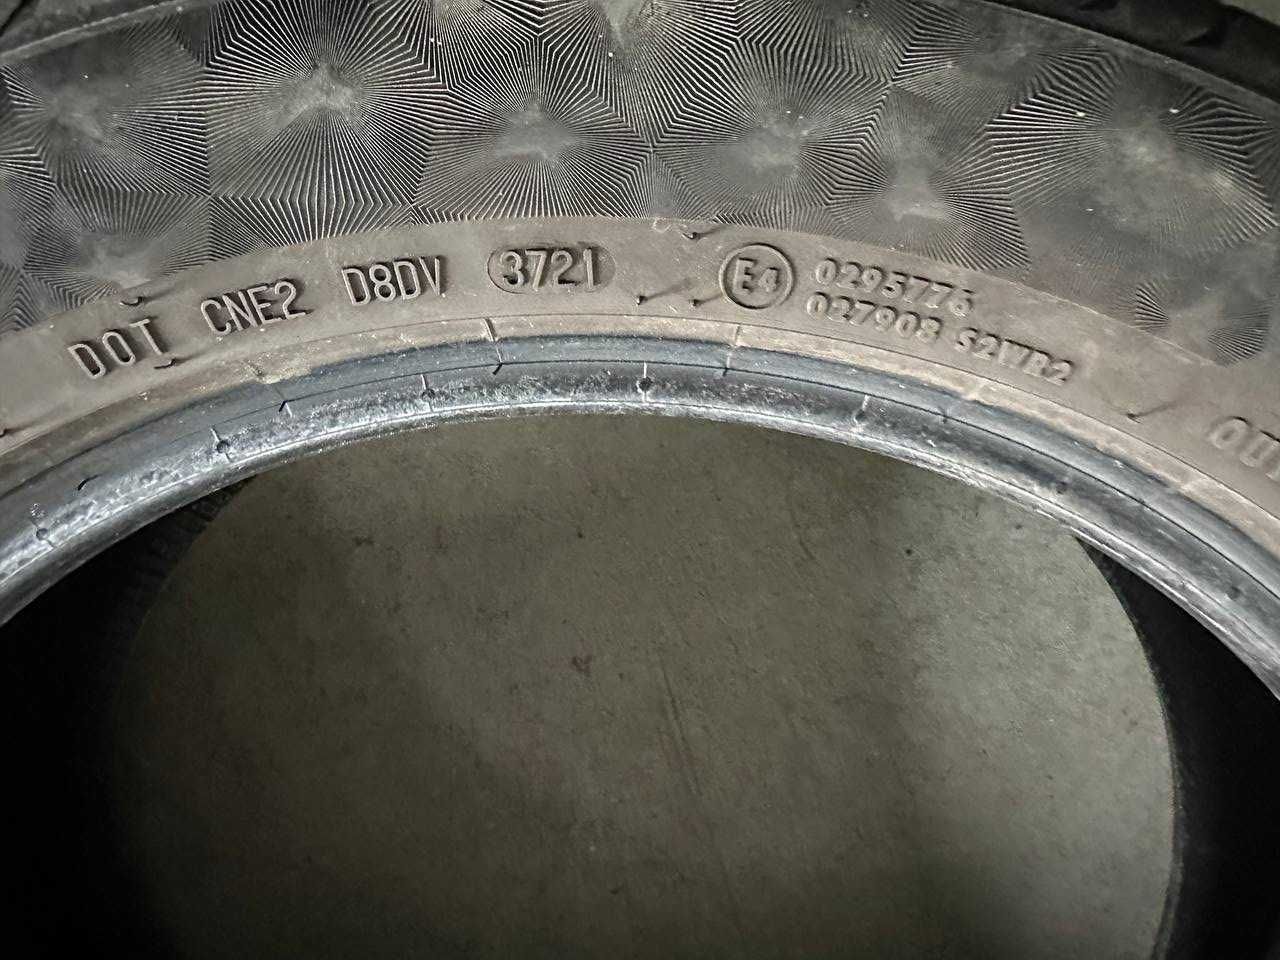 DOT CNE2 D8DV 3721
E4
0295776
027908 S2WR2